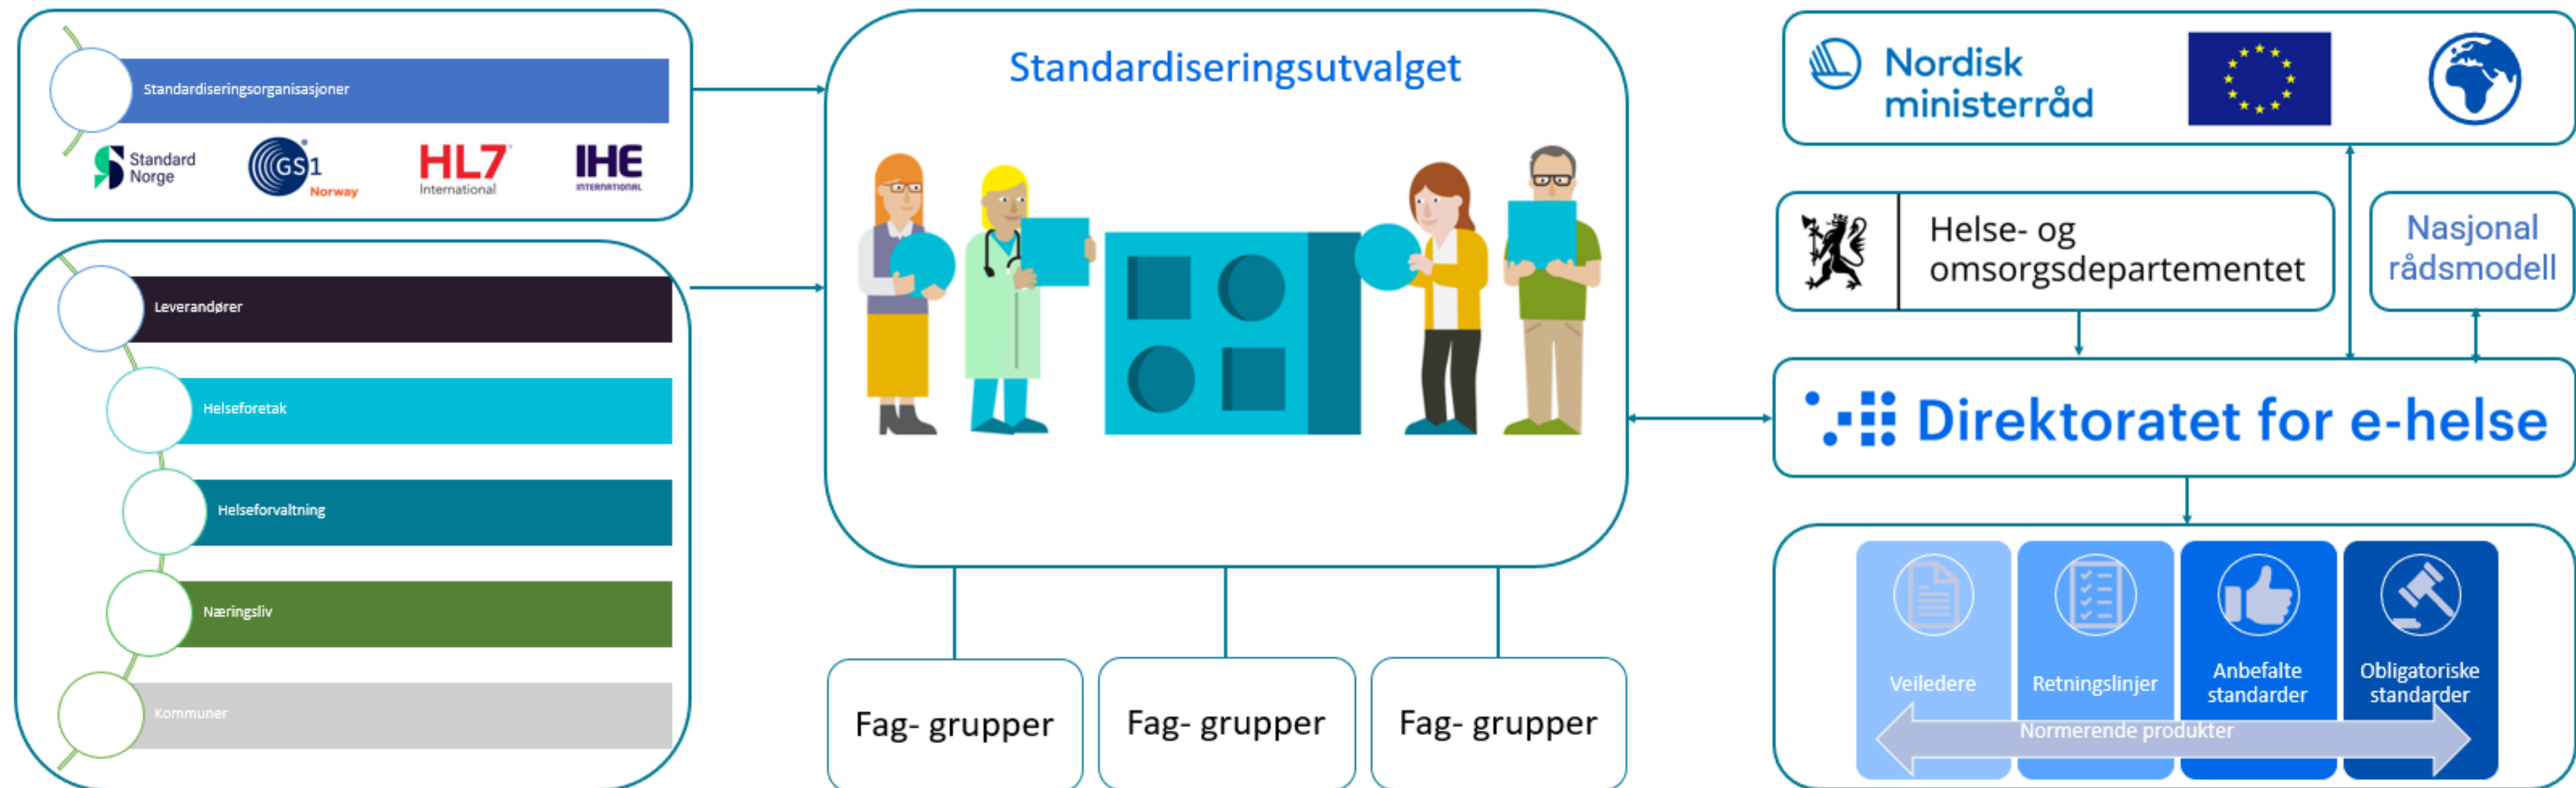 Standardiseringsorganisasjoner
Standard
Norge
GS1
Norway
HL7
International
IHE
INTERNATIONAL
Leverandører
Helseforetak
Helseforvaltning
Næringsliv
Kommuner
Standardiseringsutvalget
Fag- grupper
Fag- grupper
Fag- grupper
Nordisk
ministerråd
Helse- og
omsorgsdepartementet
Nasjonal
rådsmodell
Direktoratet for e-helse
Veiledere
Retningslinjer
Anbefalte
standarder
Obligatoriske
standarder
Normerende produkter